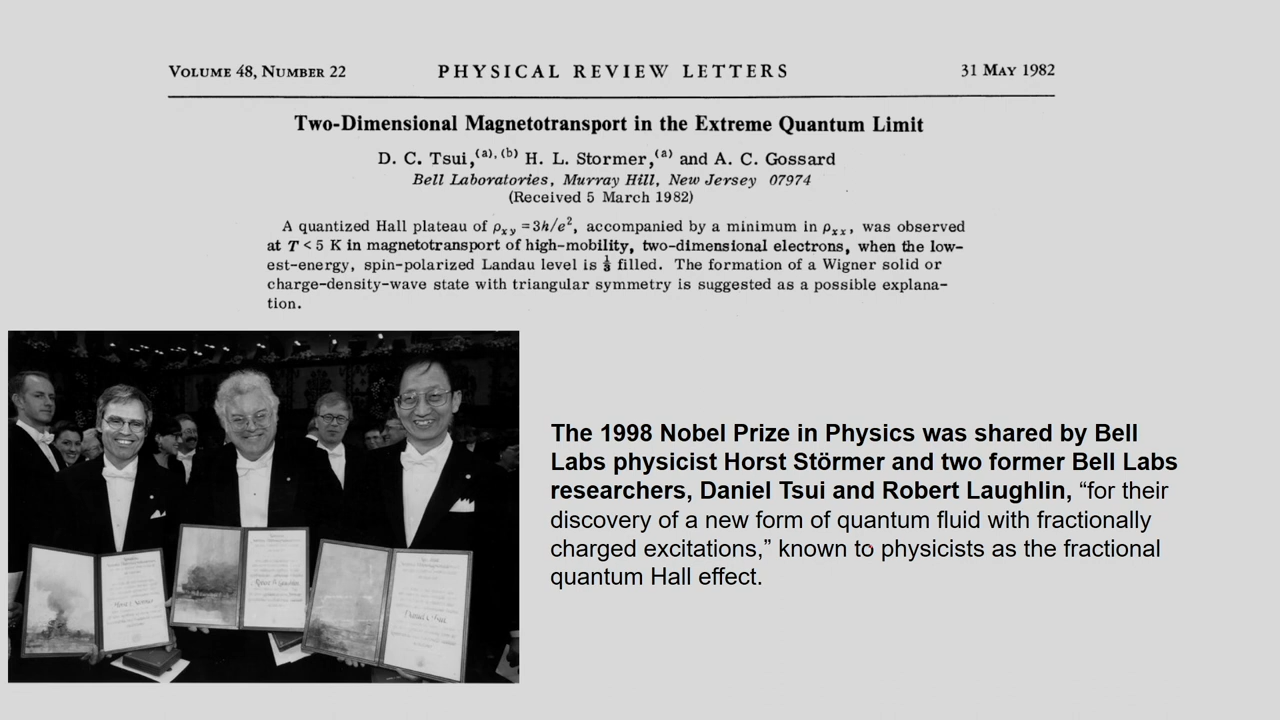 VOLUME 48, NUMBER 22 PHYSICAL REVIEW LETTERS 31 MAY 1982
Two-Dimensional Magnetotransport in the Extreme Quantum Limit
D. C. Tsui,(a), (b) H. L. Stormer,(a) and A. C. Gossard
Bell Laboratories, Murray Hill, New Jersey 07974
(Received 5 March 1982)
A quantized Hall plateau of ρxy = 3h/e², accompanied by a minimum in ρxx, was observed
at T < 5 K in magnetotransport of high-mobility, two-dimensional electrons, when the low-
est-energy, spin-polarized Landau level is ⅓ filled. The formation of a Wigner solid or
charge-density-wave state with triangular symmetry is suggested as a possible explana-
tion.
The 1998 Nobel Prize in Physics was shared by Bell
Labs physicist Horst Störmer and two former Bell Labs
researchers, Daniel Tsui and Robert Laughlin, “for their
discovery of a new form of quantum fluid with fractionally
charged excitations,” known to physicists as the fractional
quantum Hall effect.